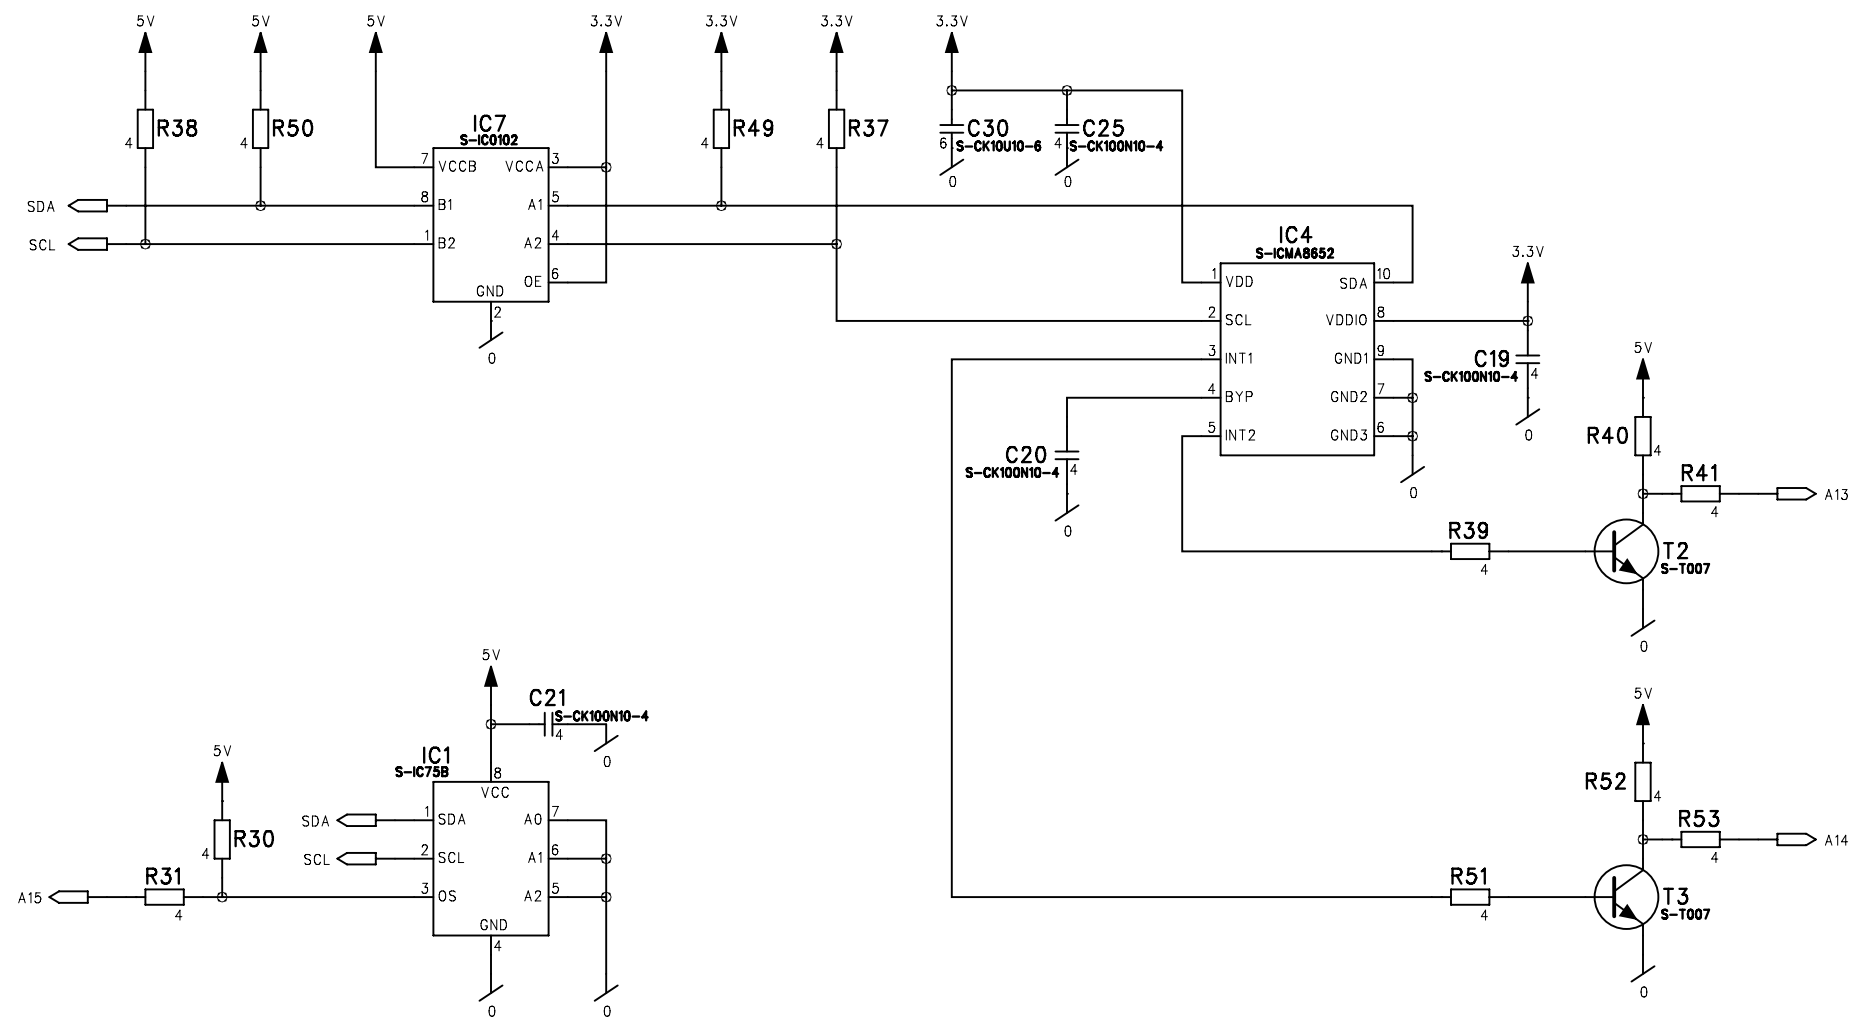 5V 5V 5V 3.3V 3.3V 3.3V 3.3V
R38 R50 IC7 R49 R37 C30 C25
S-IC0102
4 4 4 4 6 S-CK10U10-6 4 S-CK100N10-4
7 VCCB VCCA 3
0 0
SDA 8 B1 A1 5
SCL 1 B2 A2 4
IC4
S-ICMA8652
3.3V
6 OE
GND
2
0
1 VDD SDA 10
2 SCL VDDIO 8
3 INT1 GND1 9
4 BYP GND2 7
5 INT2 GND3 6
C19
S-CK100N10-4
4
0
5V
R40
4
C20
S-CK100N10-4
4
0
0
R41
4
A13
R39
4
T2
S-T007
0
5V
C21
S-CK100N10-4
4
0
5V
IC1
S-IC75B
8
VCC
SDA 1 SDA A0 7
SCL 2 SCL A1 6
R30
4
A15 R31 3 OS A2 5
4
GND
4
0 0
5V
R52
4
R53
4
A14
R51
4
T3
S-T007
0